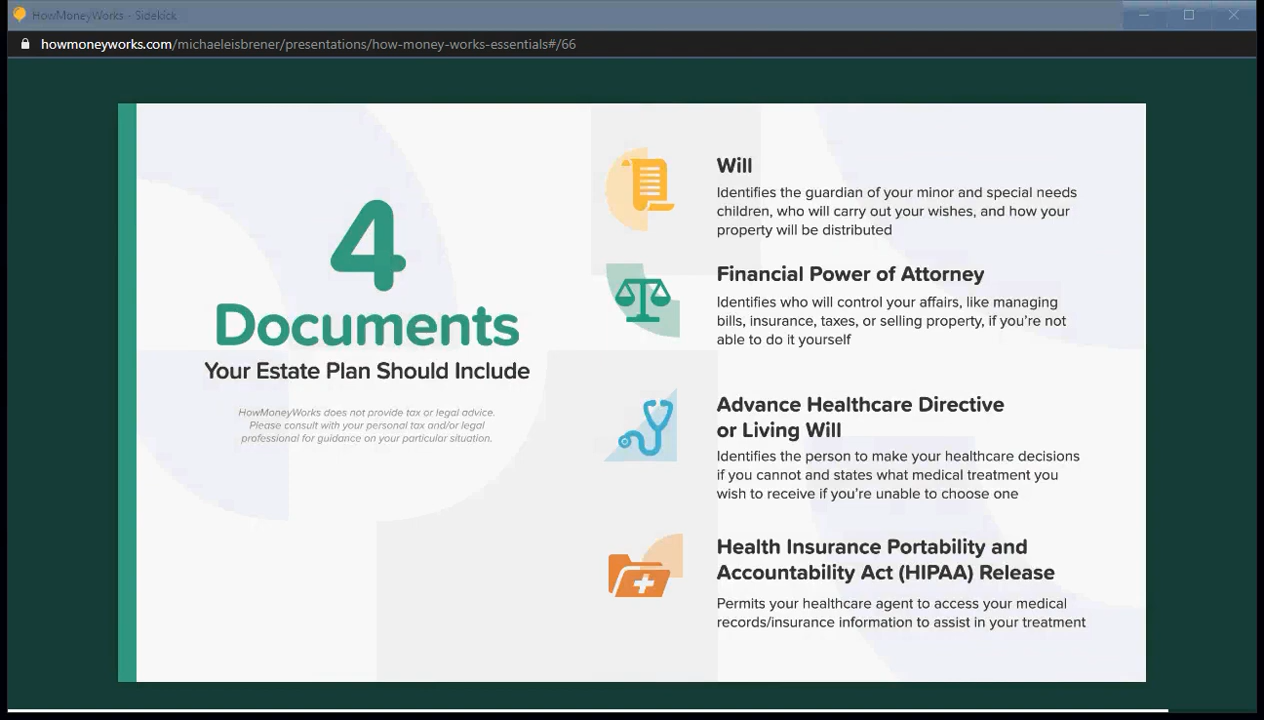 HowMoneyWorks - Sidekick
howmoneyworks.com/michaeleisbrener/presentations/how-money-works-essentials#/66
4
Documents
Your Estate Plan Should Include
HowMoneyWorks does not provide tax or legal advice.
Please consult with your personal tax and/or legal
professional for guidance on your particular situation.
Will
Identifies the guardian of your minor and special needs
children, who will carry out your wishes, and how your
property will be distributed
Financial Power of Attorney
Identifies who will control your affairs, like managing
bills, insurance, taxes, or selling property, if you’re not
able to do it yourself
Advance Healthcare Directive
or Living Will
Identifies the person to make your healthcare decisions
if you cannot and states what medical treatment you
wish to receive if you’re unable to choose one
Health Insurance Portability and
Accountability Act (HIPAA) Release
Permits your healthcare agent to access your medical
records/insurance information to assist in your treatment